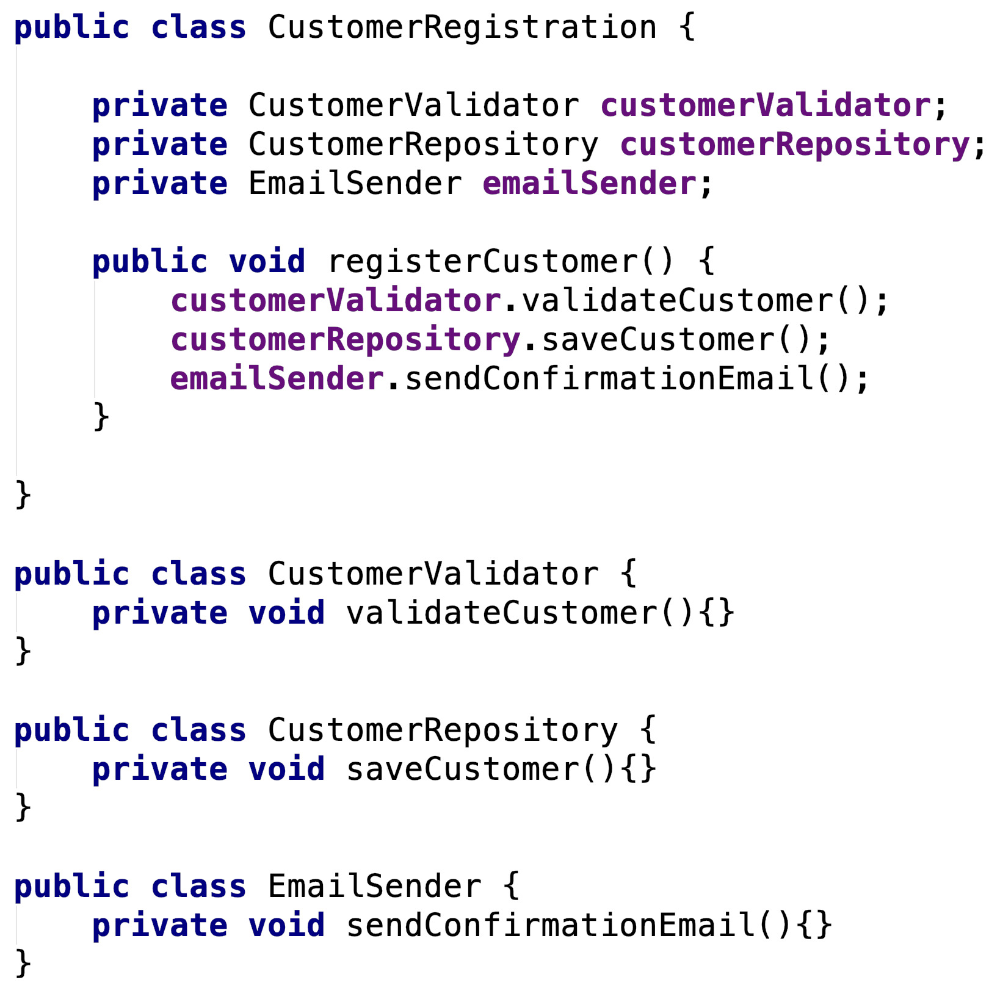 public class CustomerRegistration {
private CustomerValidator customerValidator;
private CustomerRepository customerRepository;
private EmailSender emailSender;
public void registerCustomer() {
customerValidator.validateCustomer();
customerRepository.saveCustomer();
emailSender.sendConfirmationEmail();
}
}
public class CustomerValidator {
private void validateCustomer(){}
}
public class CustomerRepository {
private void saveCustomer(){}
}
public class EmailSender {
private void sendConfirmationEmail(){}
}